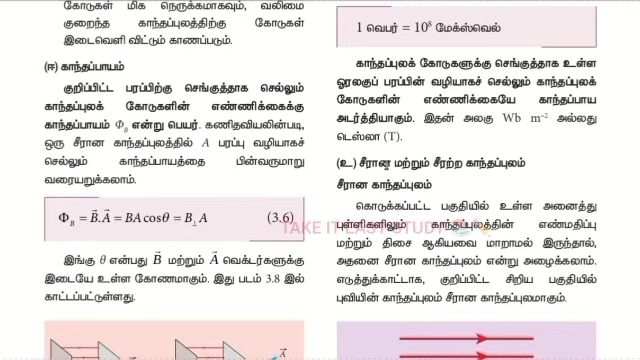 கோடுகள் மிக நெருக்கமாகவும், வலிமை
குறைந்த காந்தப்புலத்திற்கு கோடுகள்
இடைவெளி விட்டும் காணப்படும்.
(ஈ) காந்தப்பாயம்
குறிப்பிட்ட பரப்பிற்கு செங்குத்தாக செல்லும்
காந்தப்புலக் கோடுகளின் எண்ணிக்கைக்கு
காந்தப்பாயம் Φ_B என்று பெயர். கணிதவியலின்படி,
ஒரு சீரான காந்தப்புலத்தில் A பரப்பு வழியாகச்
செல்லும் காந்தப்பாயத்தை பின்வருமாறு
வரையறுக்கலாம்.
Φ_B = B⃗.A⃗ = BA cosθ = B_⊥ A (3.6)
இங்கு θ என்பது B⃗ மற்றும் A⃗ வெக்டர்களுக்கு
இடையே உள்ள கோணமாகும். இது படம் 3.8 இல்
காட்டப்பட்டுள்ளது.
A⃗
1 வெபர் = 10⁸ மேக்ஸ்வெல்
காந்தப்புலக் கோடுகளுக்கு செங்குத்தாக உள்ள
ஓரலகுப் பரப்பின் வழியாகச் செல்லும் காந்தப்புலக்
கோடுகளின் எண்ணிக்கையே காந்தப்பாய
அடர்த்தியாகும். இதன் அலகு Wb m⁻² அல்லது
டெஸ்லா (T).
(உ) சீரான மற்றும் சீரற்ற காந்தப்புலம்
சீரான காந்தப்புலம்
கொடுக்கப்பட்ட பகுதியில் உள்ள அனைத்து
புள்ளிகளிலும் காந்தப்புலத்தின் எண்மதிப்பு
மற்றும் திசை ஆகியவை மாறாமல் இருந்தால்,
அதனை சீரான காந்தப்புலம் என்று அழைக்கலாம்.
எடுத்துக்காட்டாக, குறிப்பிட்ட சிறிய பகுதியில்
புவியின் காந்தப்புலம் சீரான காந்தப்புலமாகும்.
TAKE IT EASY STUDY